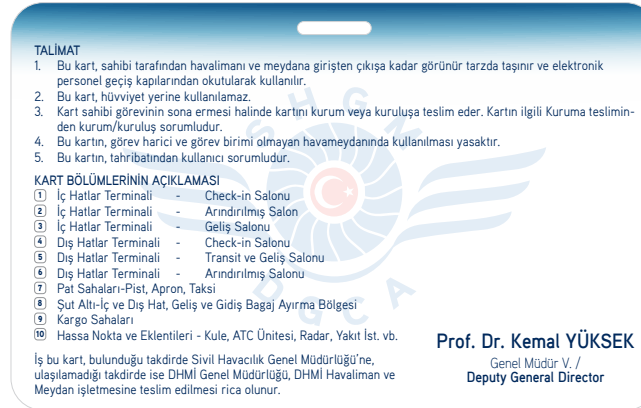 TALİMAT
1. Bu kart, sahibi tarafından havalimanı ve meydana girişten çıkışa kadar görünür tarzda taşınır ve elektronik
personel geçiş kapılarından okutularak kullanılır.
2. Bu kart, hüvviyet yerine kullanılamaz.
3. Kart sahibi görevinin sona ermesi halinde kartını kurum veya kuruluşa teslim eder. Kartın ilgili Kuruma teslimin-
den kurum/kuruluş sorumludur.
4. Bu kartın, görev harici ve görev birimi olmayan havameydanında kullanılması yasaktır.
5. Bu kartın, tahribatından kullanıcı sorumludur.
KART BÖLÜMLERİNİN AÇIKLAMASI
1 İç Hatlar Terminali - Check-in Salonu
2 İç Hatlar Terminali - Arındırılmış Salon
3 İç Hatlar Terminali - Geliş Salonu
4 Dış Hatlar Terminali - Check-in Salonu
5 Dış Hatlar Terminali - Transit ve Geliş Salonu
6 Dış Hatlar Terminali - Arındırılmış Salonu
7 Pat Sahaları-Pist, Apron, Taksi
8 Şut Altı-İç ve Dış Hat, Geliş ve Gidiş Bagaj Ayırma Bölgesi
9 Kargo Sahaları
10 Hassa Nokta ve Eklentileri - Kule, ATC Ünitesi, Radar, Yakıt İst. vb.
İş bu kart, bulunduğu takdirde Sivil Havacılık Genel Müdürlüğü'ne,
ulaşılamadığı takdirde ise DHMİ Genel Müdürlüğü, DHMİ Havaliman ve
Meydan işletmesine teslim edilmesi rica olunur.
Prof. Dr. Kemal YÜKSEK
Genel Müdür V. /
Deputy General Director
SHGM
DGCA